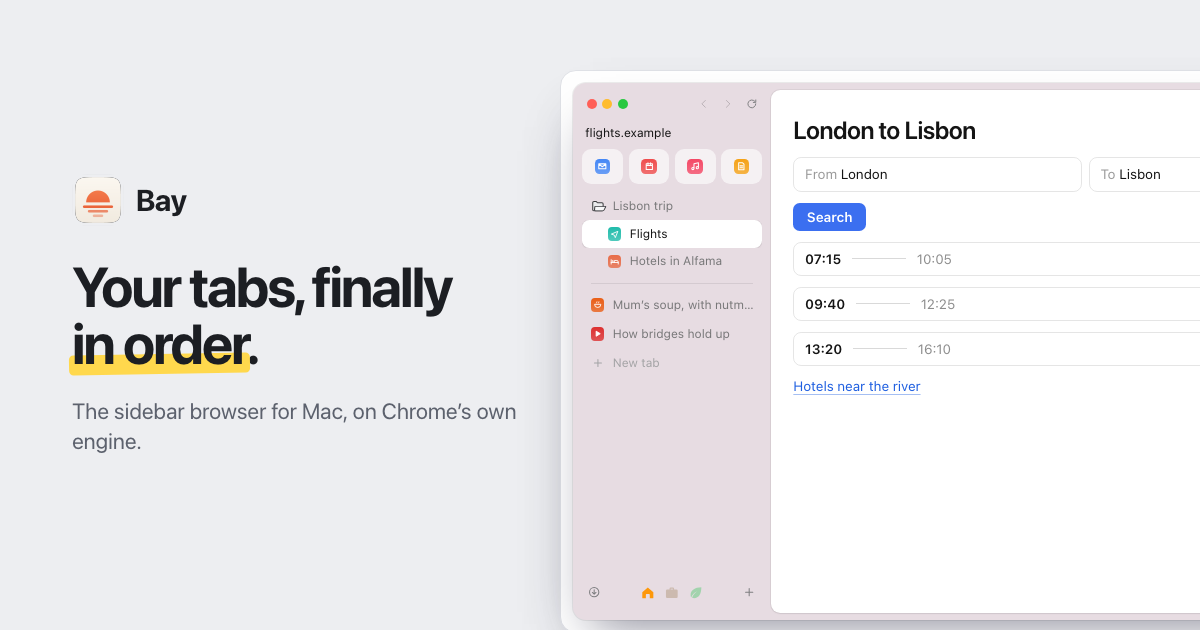 Bay
Your tabs, finally
in order.
The sidebar browser for Mac, on Chrome’s own
engine.
flights.example
Lisbon trip
Flights
Hotels in Alfama
Mum’s soup, with nutm…
How bridges hold up
New tab
London to Lisbon
From London
To Lisbon
Search
07:15 10:05
09:40 12:25
13:20 16:10
Hotels near the river